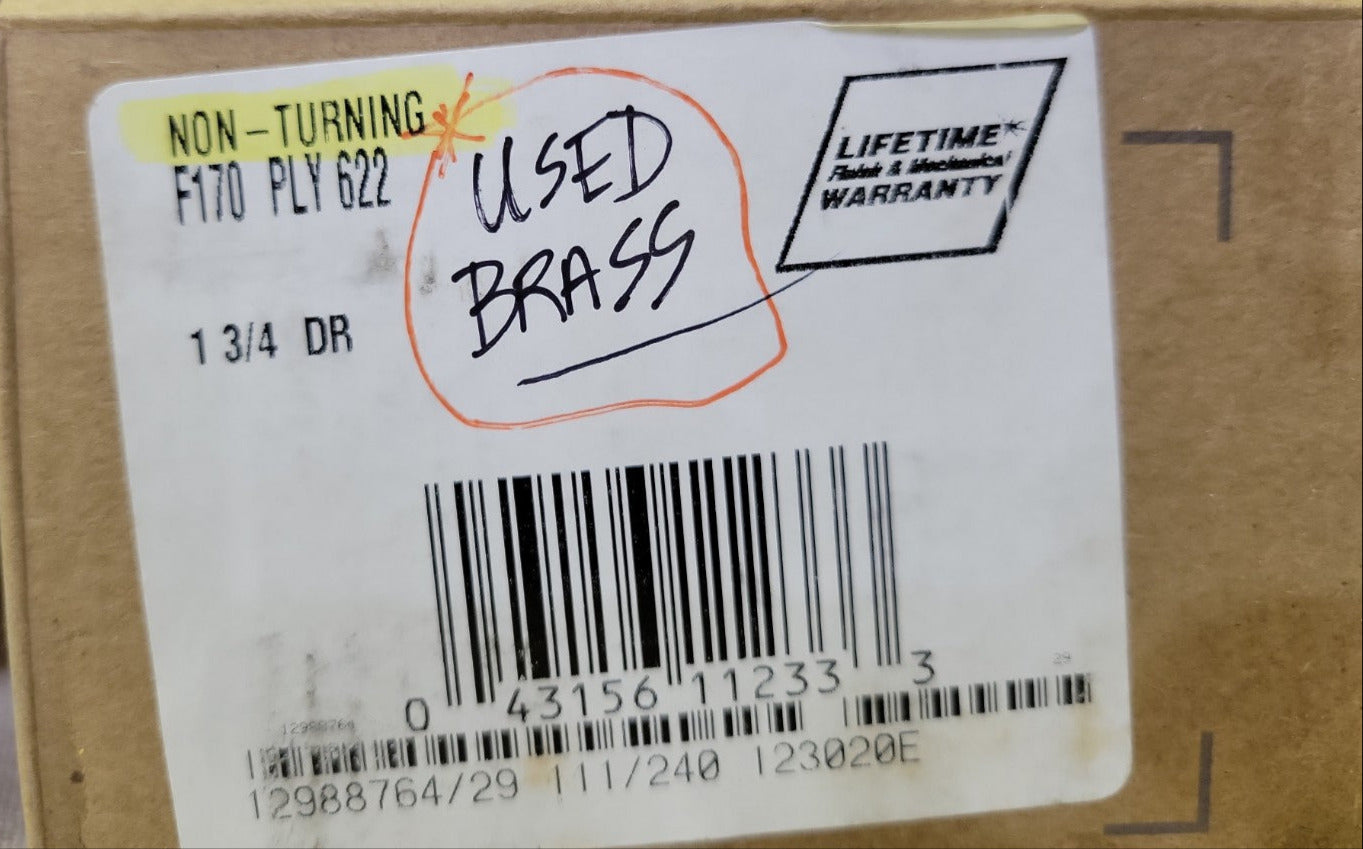 NON-TURNING
F170 PLY 622
1 3/4 DR
*USED
BRASS
LIFETIME*
Finish & Mechanical
WARRANTY
0 43156 11233 3
12988764
29
12988764/29 111/240 123020E